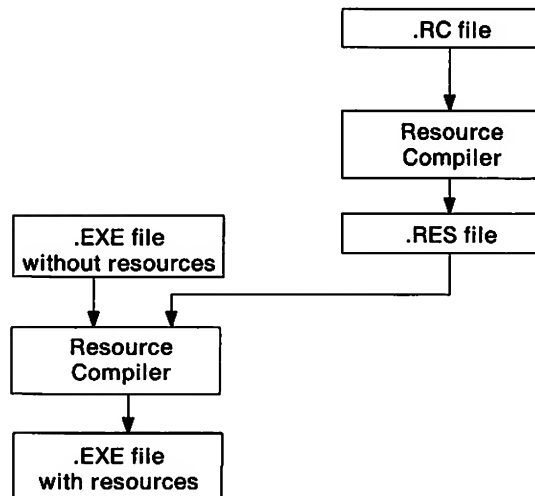 .RC file
Resource
Compiler
.RES file
.EXE file
without resources
Resource
Compiler
.EXE file
with resources